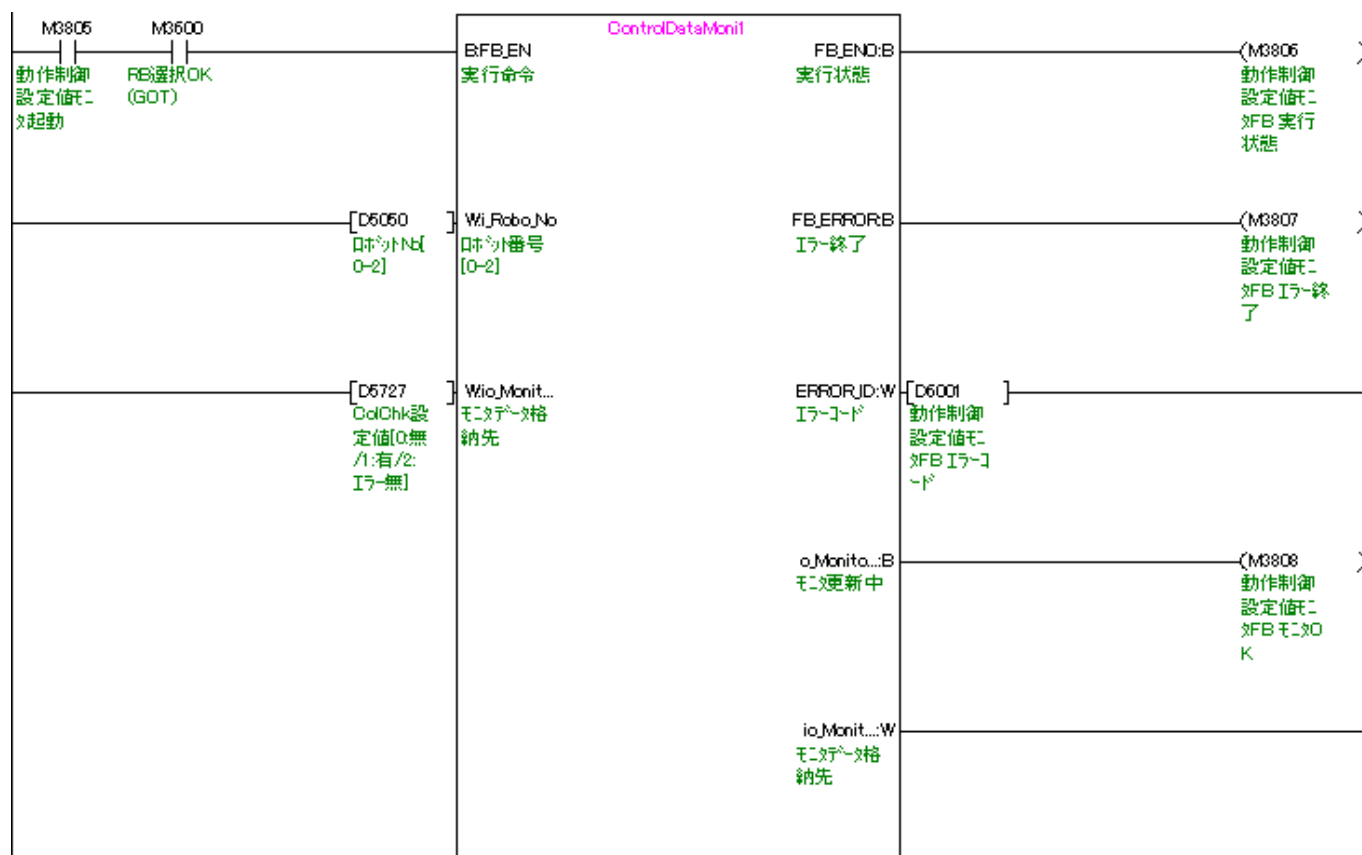 ControlDataMoni1
M3805
M3600
B:FB_EN
FB_ENO:B
(M3806
動作制御
設定値ﾓﾆ
ﾀ起動
RB選択OK
(GOT)
実行命令
実行状態
動作制御
設定値ﾓﾆ
ﾀFB 実行
状態
[D5050 ]
W:i_Robo_No
FB_ERROR:B
(M3807
ﾛﾎﾞｯﾄNo[
0-2]
ﾛﾎﾞｯﾄ番号
[0-2]
ｴﾗｰ終了
動作制御
設定値ﾓﾆ
ﾀFB ｴﾗｰ終
了
[D5727 ]
W:io_Monit...
ERROR_ID:W
[D6001 ]
ColChk設
定値[0:無
/1:有/2:
ｴﾗｰ無]
ﾓﾆﾀﾃﾞｰﾀ格
納先
ｴﾗｰｺｰﾄﾞ
動作制御
設定値ﾓﾆ
ﾀFB ｴﾗｰｺ
ｰﾄﾞ
o_Monito...:B
(M3808
ﾓﾆﾀ更新中
動作制御
設定値ﾓﾆ
ﾀFB ﾓﾆﾀO
K
io_Monit...:W
ﾓﾆﾀﾃﾞｰﾀ格
納先